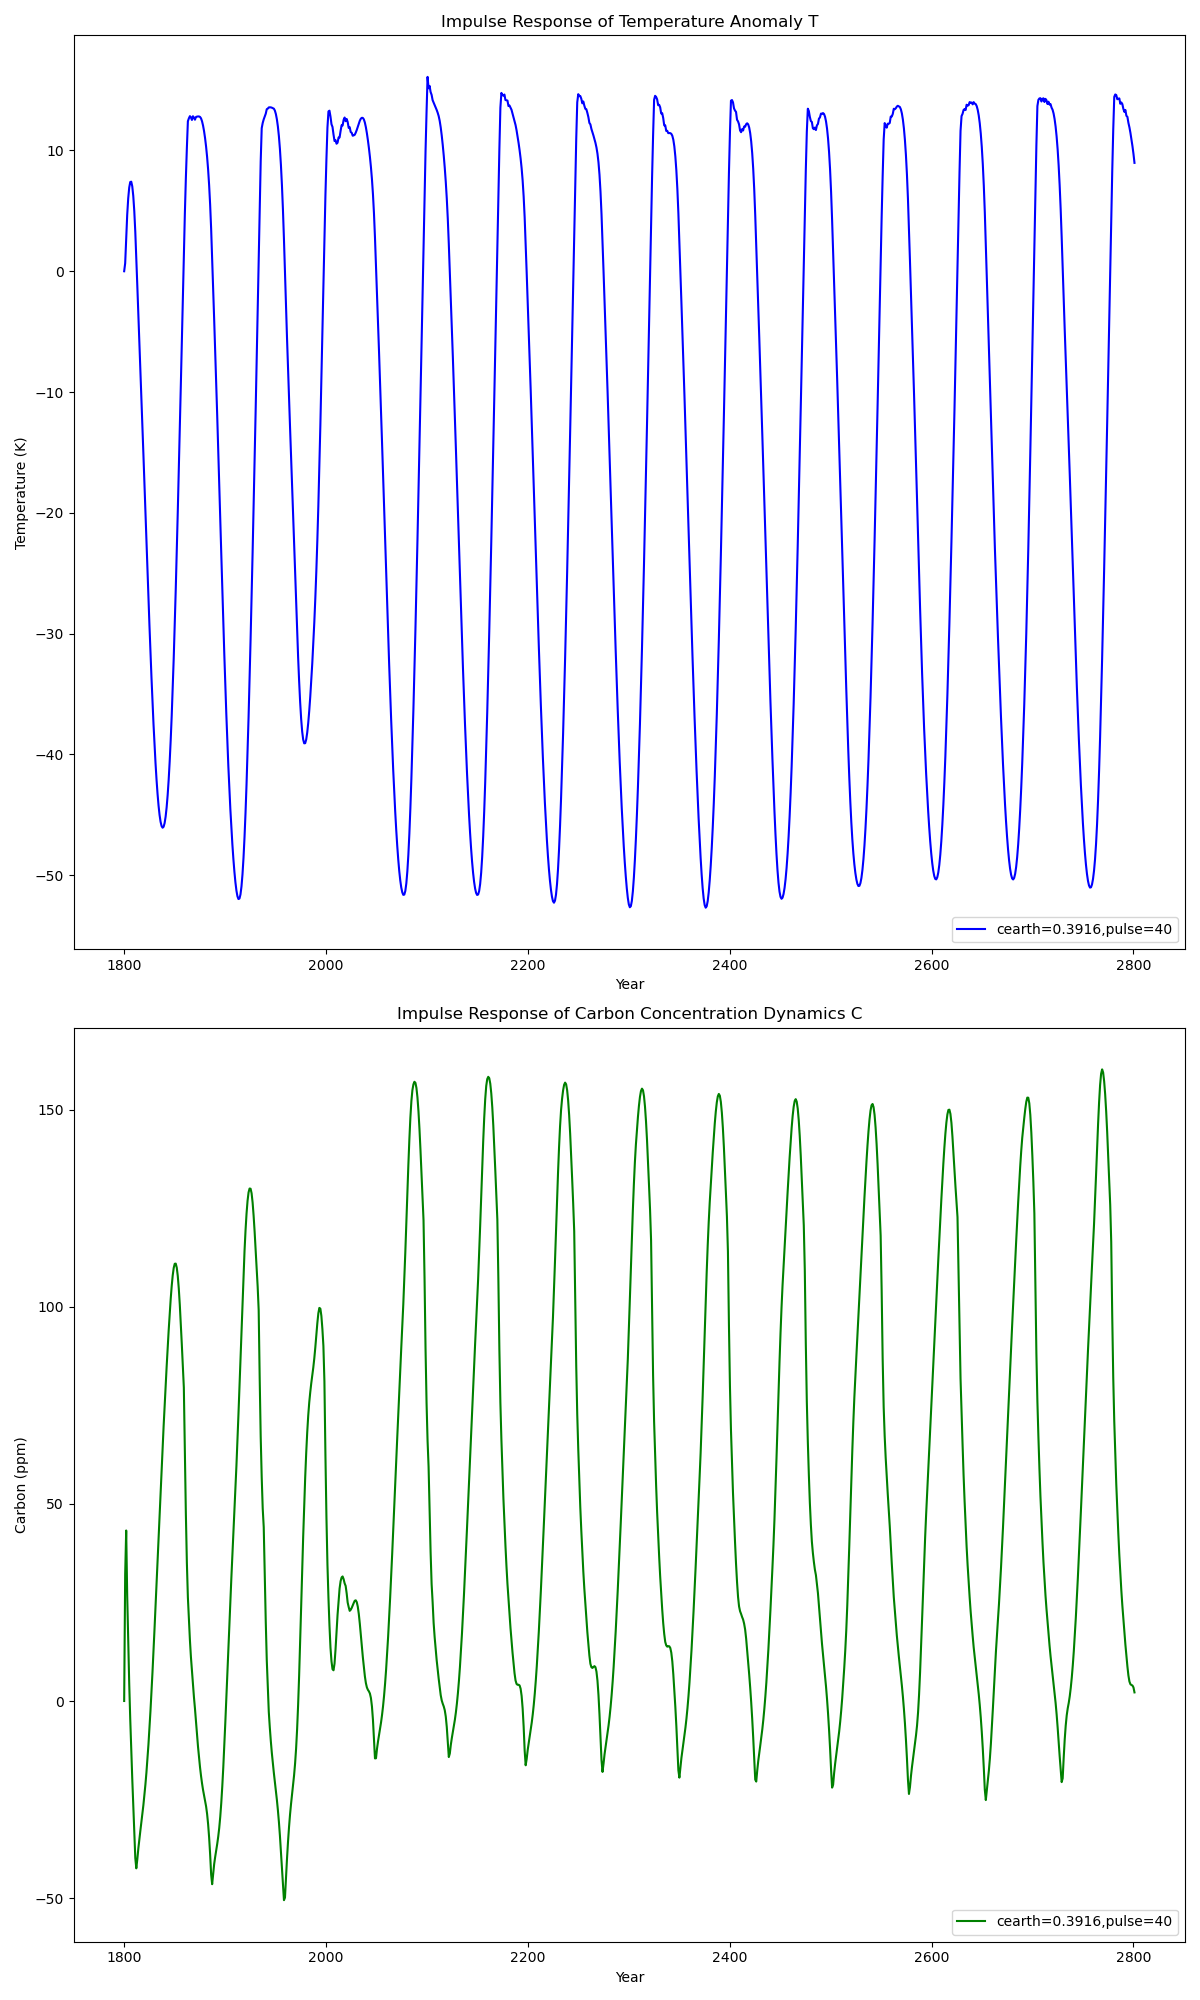 Impulse Response of Temperature Anomaly T
Temperature (K)
10
0
−10
−20
−30
−40
−50
cearth=0.3916,pulse=40
1800 2000 2200 2400 2600 2800
Year
Impulse Response of Carbon Concentration Dynamics C
Carbon (ppm)
150
100
50
0
−50
cearth=0.3916,pulse=40
1800 2000 2200 2400 2600 2800
Year